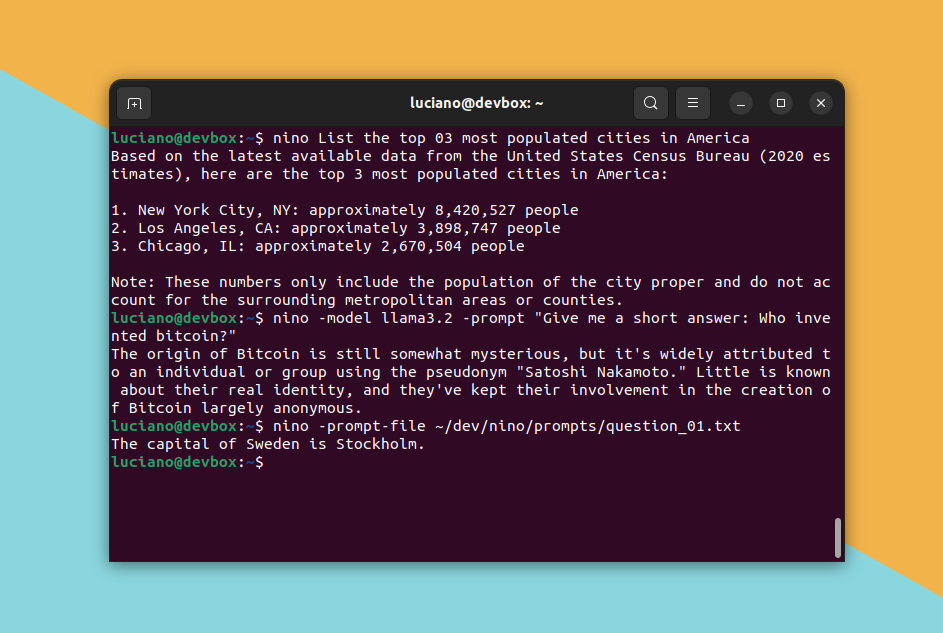 luciano@devbox: ~
luciano@devbox:~$ nino List the top 03 most populated cities in America
Based on the latest available data from the United States Census Bureau (2020 es
timates), here are the top 3 most populated cities in America:
1. New York City, NY: approximately 8,420,527 people
2. Los Angeles, CA: approximately 3,898,747 people
3. Chicago, IL: approximately 2,670,504 people
Note: These numbers only include the population of the city proper and do not ac
count for the surrounding metropolitan areas or counties.
luciano@devbox:~$ nino -model llama3.2 -prompt "Give me a short answer: Who inve
nted bitcoin?"
The origin of Bitcoin is still somewhat mysterious, but it's widely attributed t
o an individual or group using the pseudonym "Satoshi Nakamoto." Little is known
 about their real identity, and they've kept their involvement in the creation o
f Bitcoin largely anonymous.
luciano@devbox:~$ nino -prompt-file ~/dev/nino/prompts/question_01.txt
The capital of Sweden is Stockholm.
luciano@devbox:~$